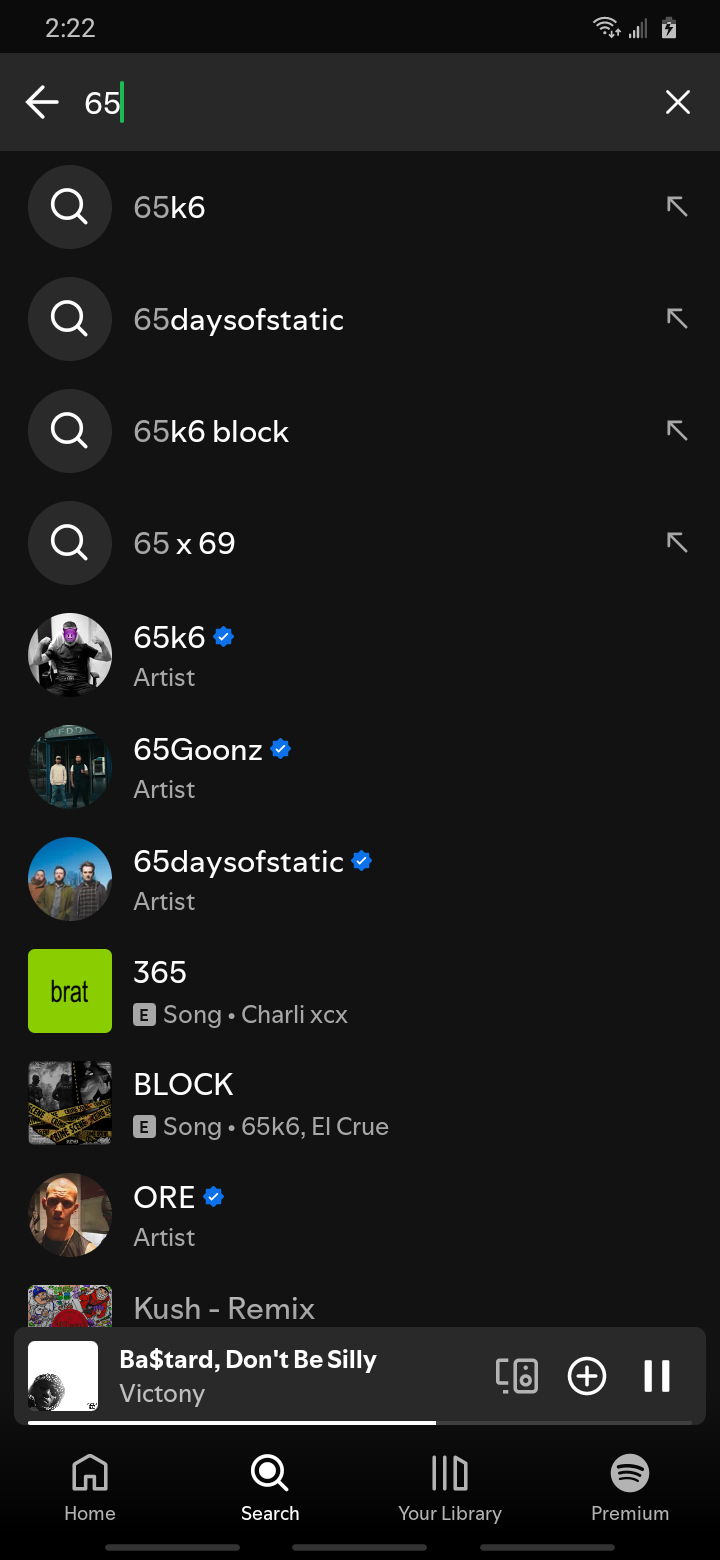 2:22
65
65k6
65daysofstatic
65k6 block
65 x 69
65k6
Artist
65Goonz
Artist
65daysofstatic
Artist
brat
365
E Song • Charli xcx
BLOCK
E Song • 65k6, El Crue
ORE
Artist
Kush - Remix
Ba$tard, Don't Be Silly
Victony
Home
Search
Your Library
Premium